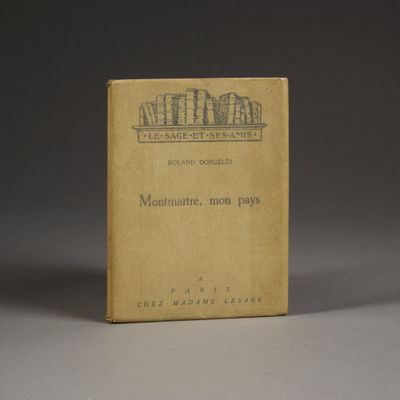 ·LE·SAGE·ET·SES·AMIS·
ROLAND DORGELÈS
Montmartre, mon pays
A
PARIS
CHEZ MADAME LESAGE